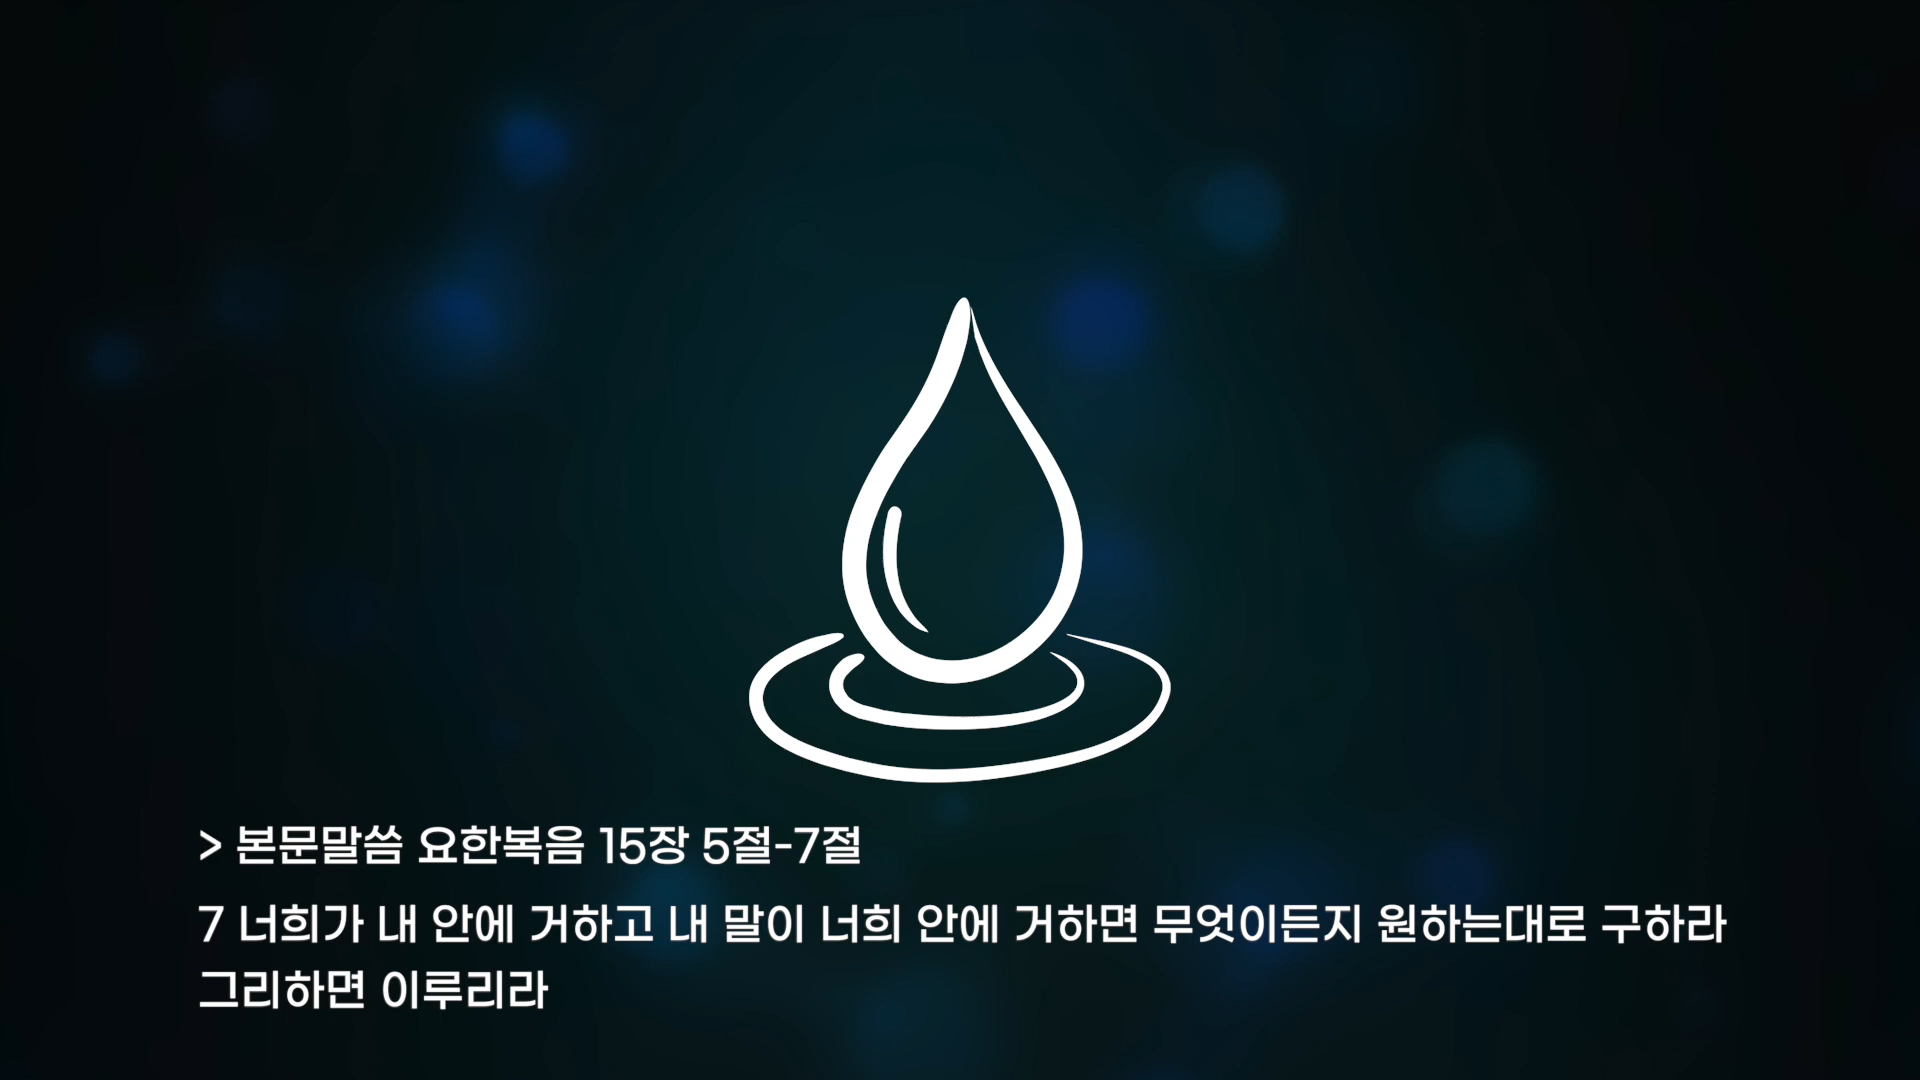 > 본문말씀 요한복음 15장 5절-7절
7 너희가 내 안에 거하고 내 말이 너희 안에 거하면 무엇이든지 원하는대로 구하라
그리하면 이루리라